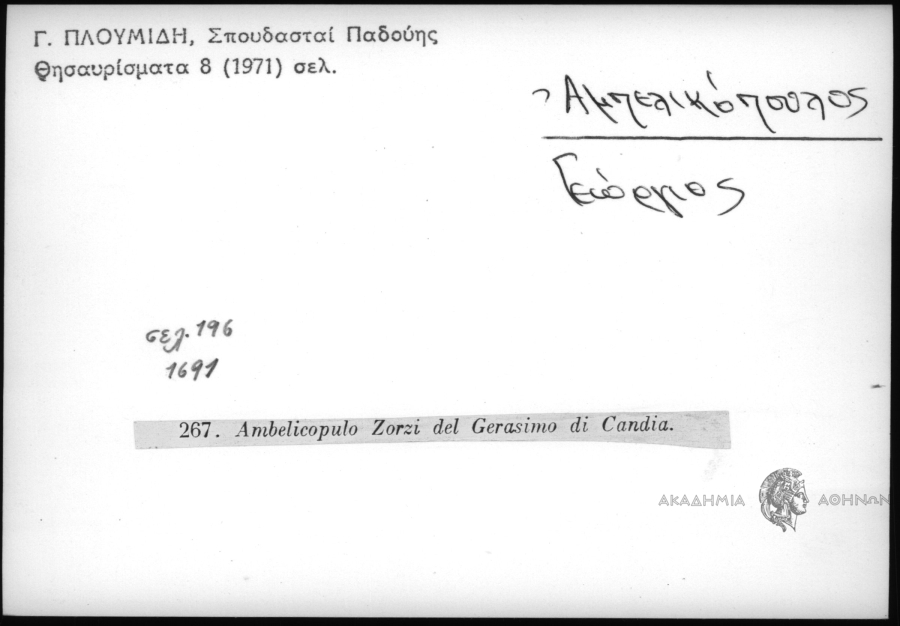 Γ. ΠΛΟΥΜΙΔΗ, Σπουδασταί Παδούης
Θησαυρίσματα 8 (1971) σελ.
Ἀμπελικόπουλος
Γεώργιος
σελ. 196
1691
267. Ambelicopulo Zorzi del Gerasimo di Candia.
ΑΚΑΔΗΜΙΑ ΑΘΗΝΩΝ